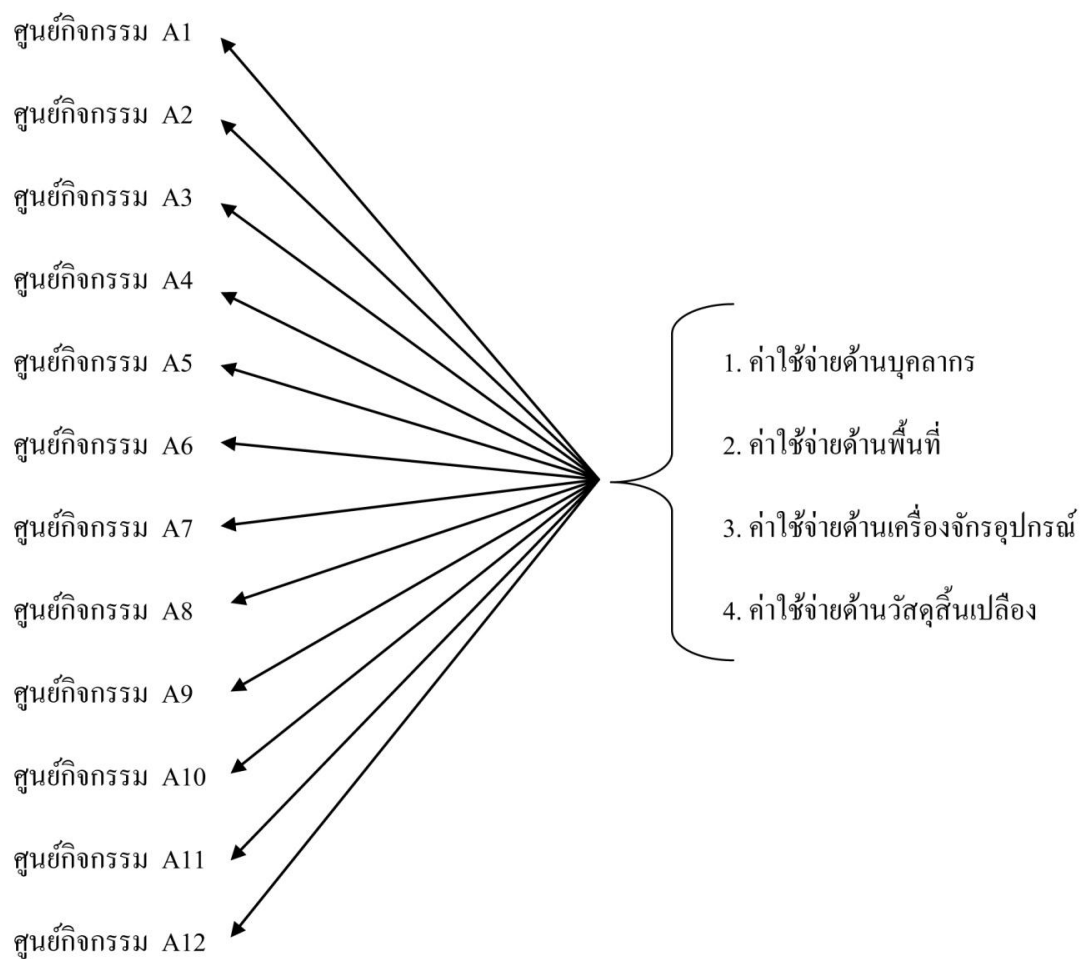 ศูนย์กิจกรรม A1
ศูนย์กิจกรรม A2
ศูนย์กิจกรรม A3
ศูนย์กิจกรรม A4
ศูนย์กิจกรรม A5
ศูนย์กิจกรรม A6
ศูนย์กิจกรรม A7
ศูนย์กิจกรรม A8
ศูนย์กิจกรรม A9
ศูนย์กิจกรรม A10
ศูนย์กิจกรรม A11
ศูนย์กิจกรรม A12
1. ค่าใช้จ่ายด้านบุคลากร
2. ค่าใช้จ่ายด้านพื้นที่
3. ค่าใช้จ่ายด้านเครื่องจักรอุปกรณ์
4. ค่าใช้จ่ายด้านวัสดุสิ้นเปลือง